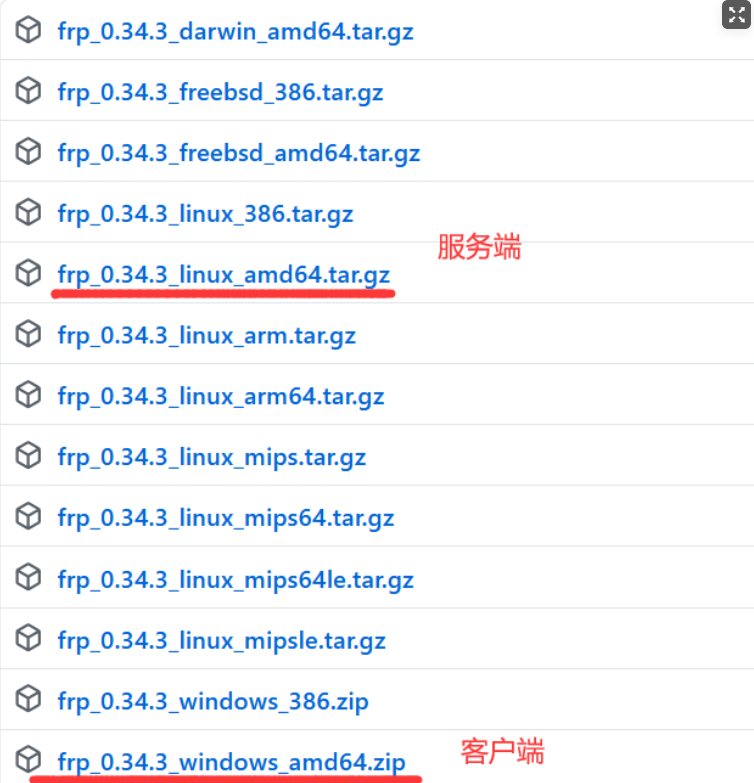 frp_0.34.3_darwin_amd64.tar.gz
frp_0.34.3_freebsd_386.tar.gz
frp_0.34.3_freebsd_amd64.tar.gz
frp_0.34.3_linux_386.tar.gz
服务端
frp_0.34.3_linux_amd64.tar.gz
frp_0.34.3_linux_arm.tar.gz
frp_0.34.3_linux_arm64.tar.gz
frp_0.34.3_linux_mips.tar.gz
frp_0.34.3_linux_mips64.tar.gz
frp_0.34.3_linux_mips64le.tar.gz
frp_0.34.3_linux_mipsle.tar.gz
frp_0.34.3_windows_386.zip
客户端
frp_0.34.3_windows_amd64.zip